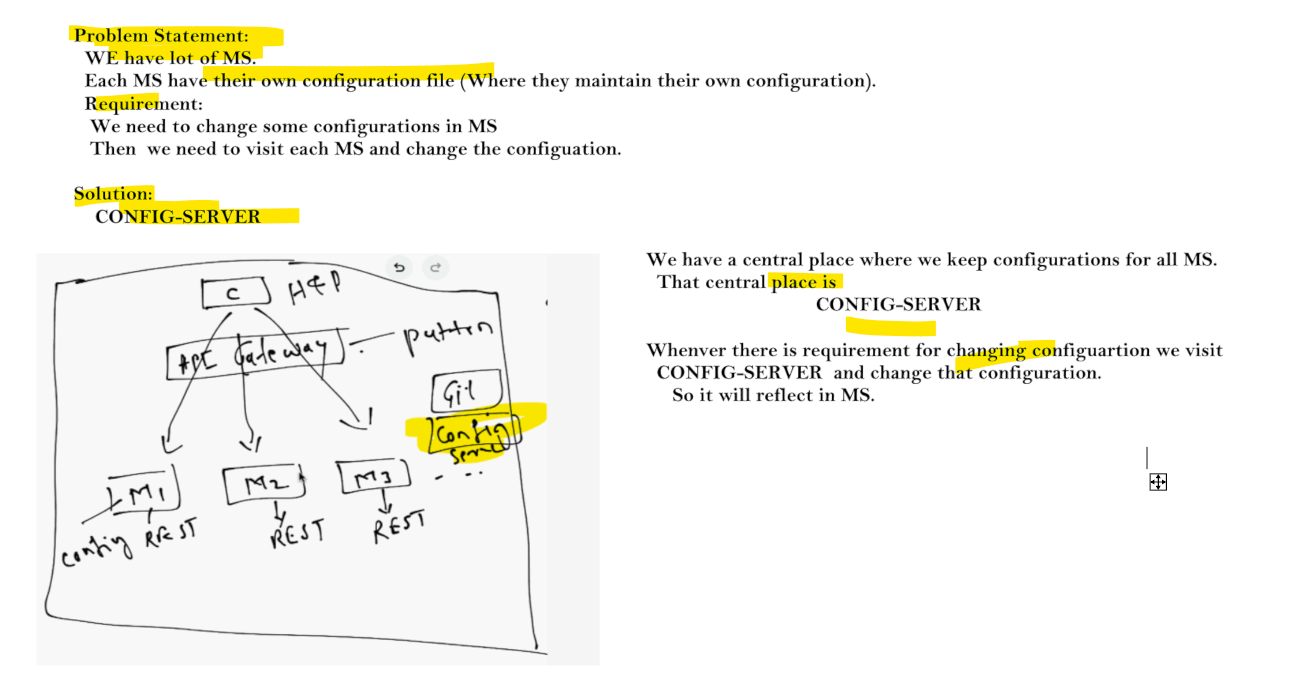 Problem Statement:
WE have lot of MS.
Each MS have their own configuration file (Where they maintain their own configuration).
Requirement:
We need to change some configurations in MS
Then we need to visit each MS and change the configuation.
Solution:
CONFIG-SERVER
We have a central place where we keep configurations for all MS.
That central place is
CONFIG-SERVER
Whenver there is requirement for changing configuartion we visit
CONFIG-SERVER and change that configuration.
So it will reflect in MS.
C
API Gateway
Git
Config
M1
M2
M3
config REST
REST
REST